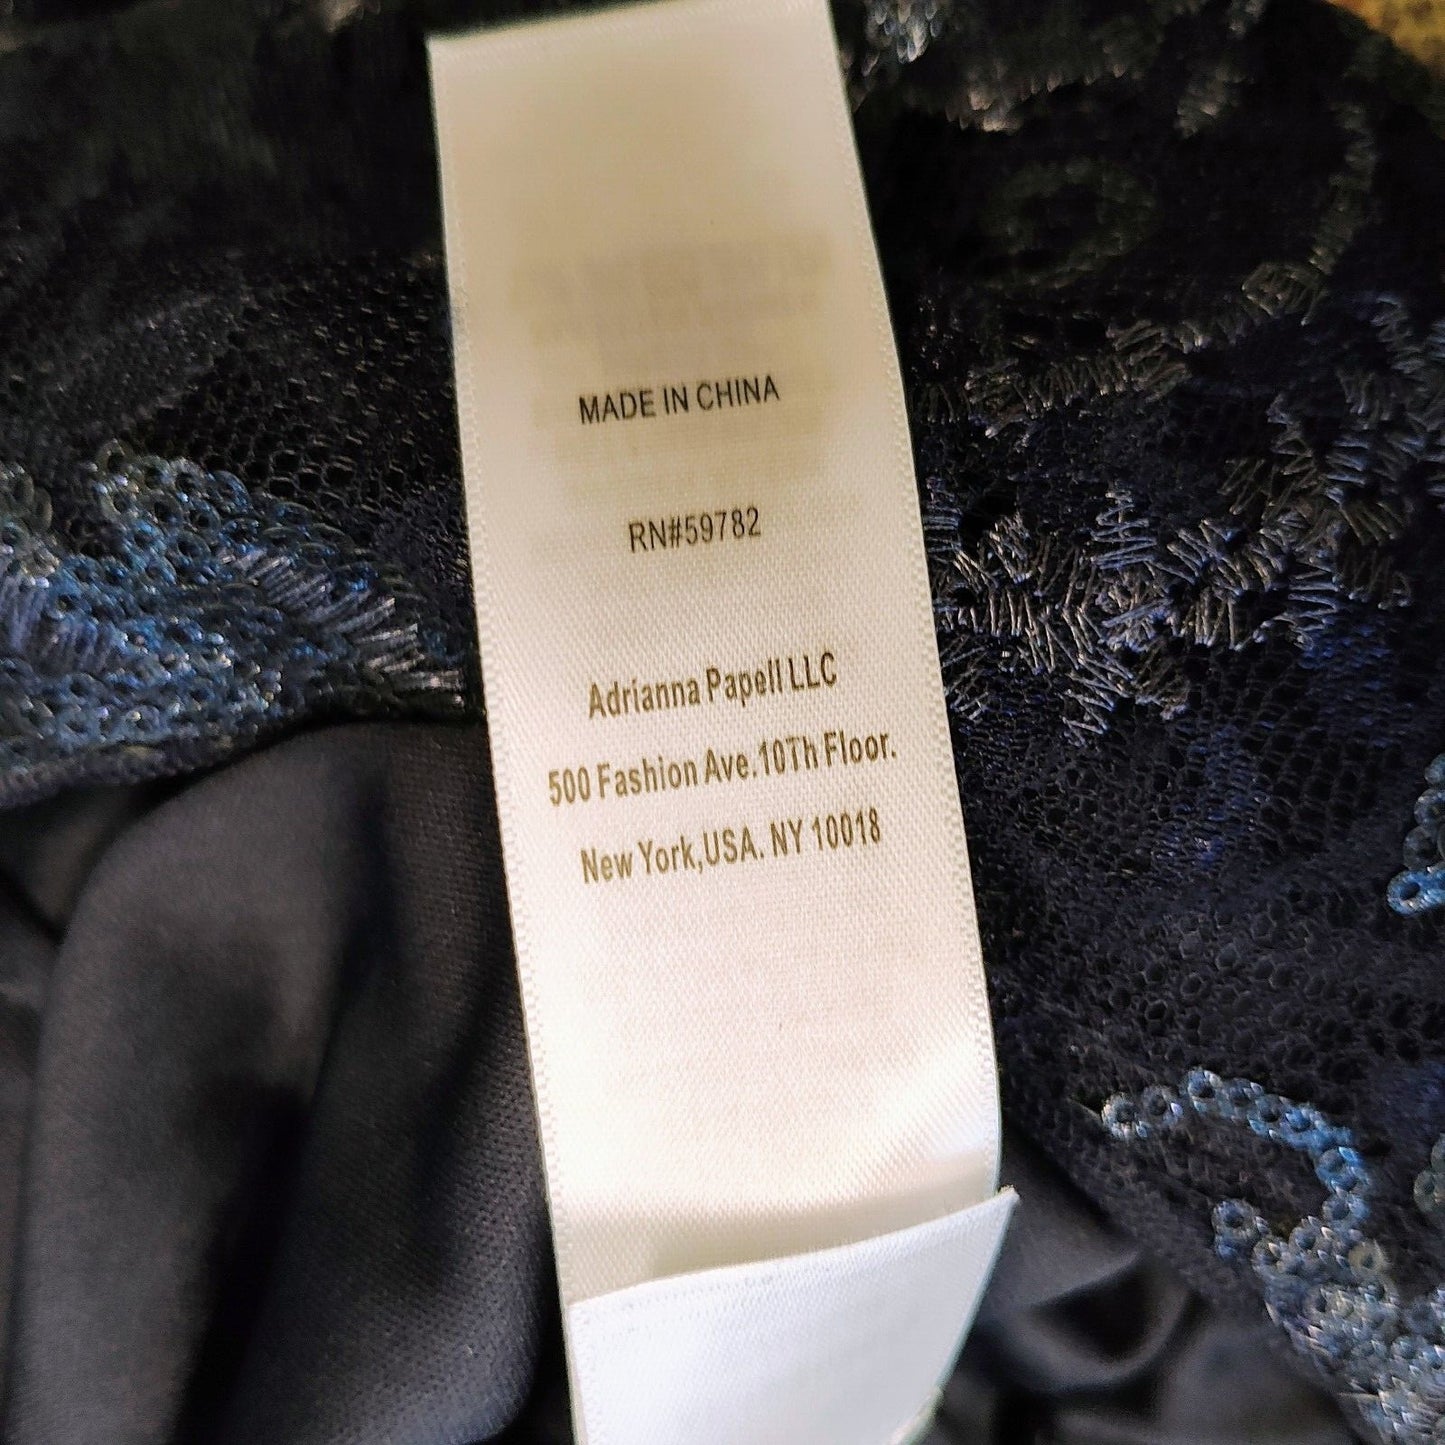 MADE IN CHINA
RN#59782
Adrianna Papell LLC
500 Fashion Ave.10Th Floor.
New York,USA. NY 10018